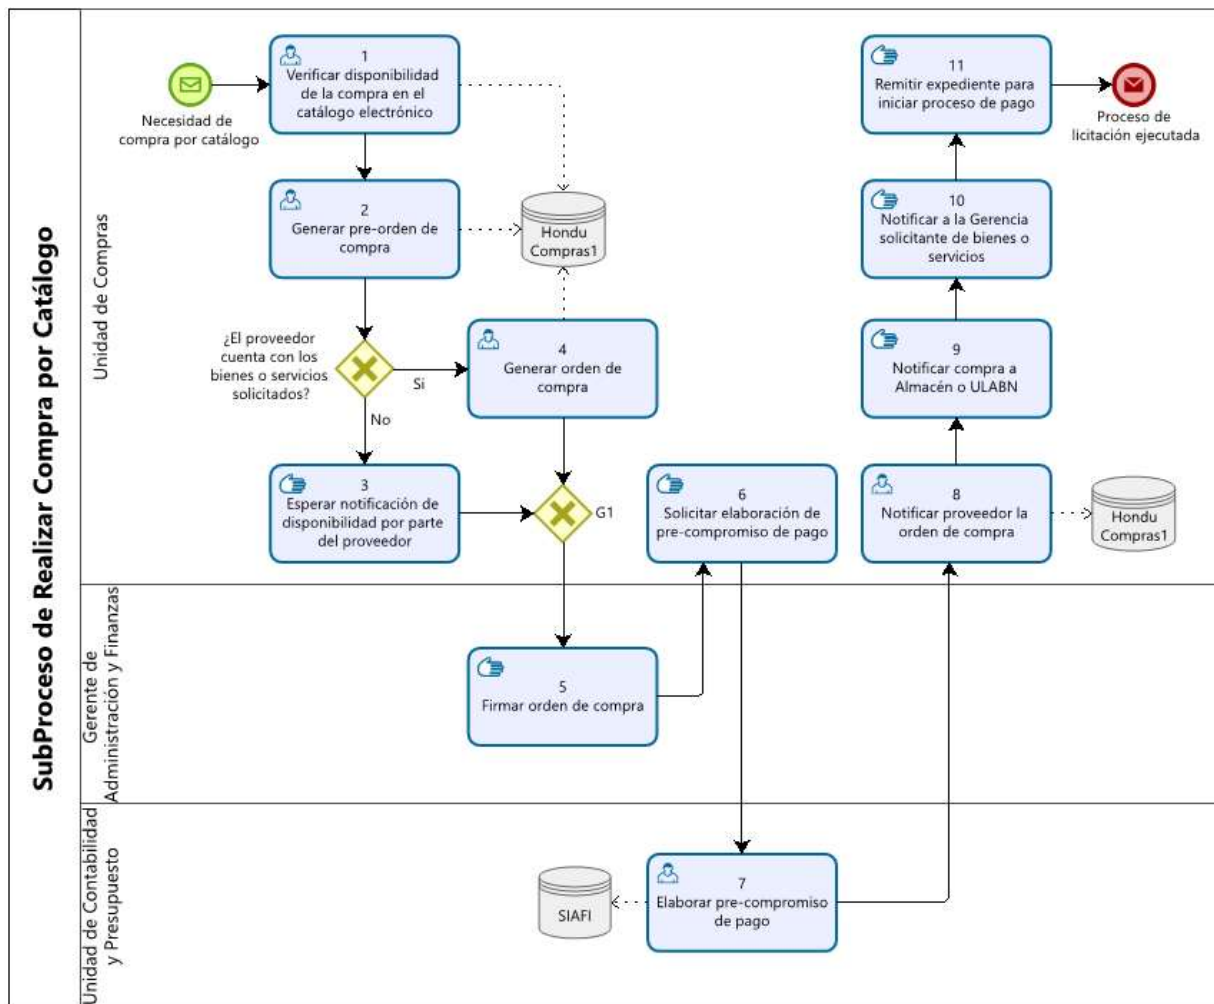 SubProceso de Realizar Compra por Catálogo
Unidad de Compras
Necesidad de
compra por catálogo
1
Verificar disponibilidad
de la compra en el
catálogo electrónico
2
Generar pre-orden de
compra
Hondu
Compras1
¿El proveedor
cuenta con los
bienes o servicios
solicitados?
Si
No
4
Generar orden de
compra
3
Esperar notificación de
disponibilidad por parte
del proveedor
G1
6
Solicitar elaboración de
pre-compromiso de pago
11
Remitir expediente para
iniciar proceso de pago
Proceso de
licitación ejecutada
10
Notificar a la Gerencia
solicitante de bienes o
servicios
9
Notificar compra a
Almacén o ULABN
8
Notificar proveedor la
orden de compra
Hondu
Compras1
Gerente de
Administración y Finanzas
5
Firmar orden de compra
Unidad de Contabilidad
y Presupuesto
SIAFI
7
Elaborar pre-compromiso
de pago